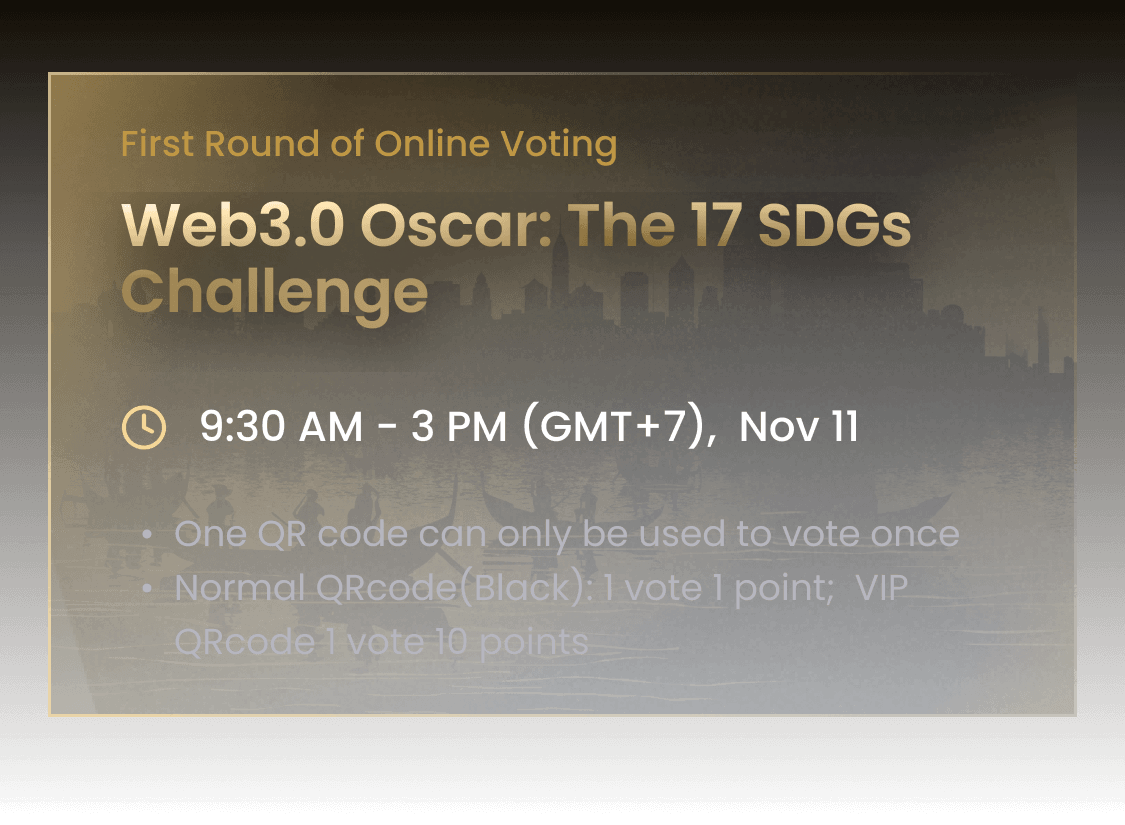 First Round of Online Voting
Web3.0 Oscar: The 17 SDGs
Challenge
9:30 AM - 3 PM (GMT+7),  Nov 11
• One QR code can only be used to vote once
• Normal QRcode(Black): 1 vote 1 point;  VIP
QRcode 1 vote 10 points